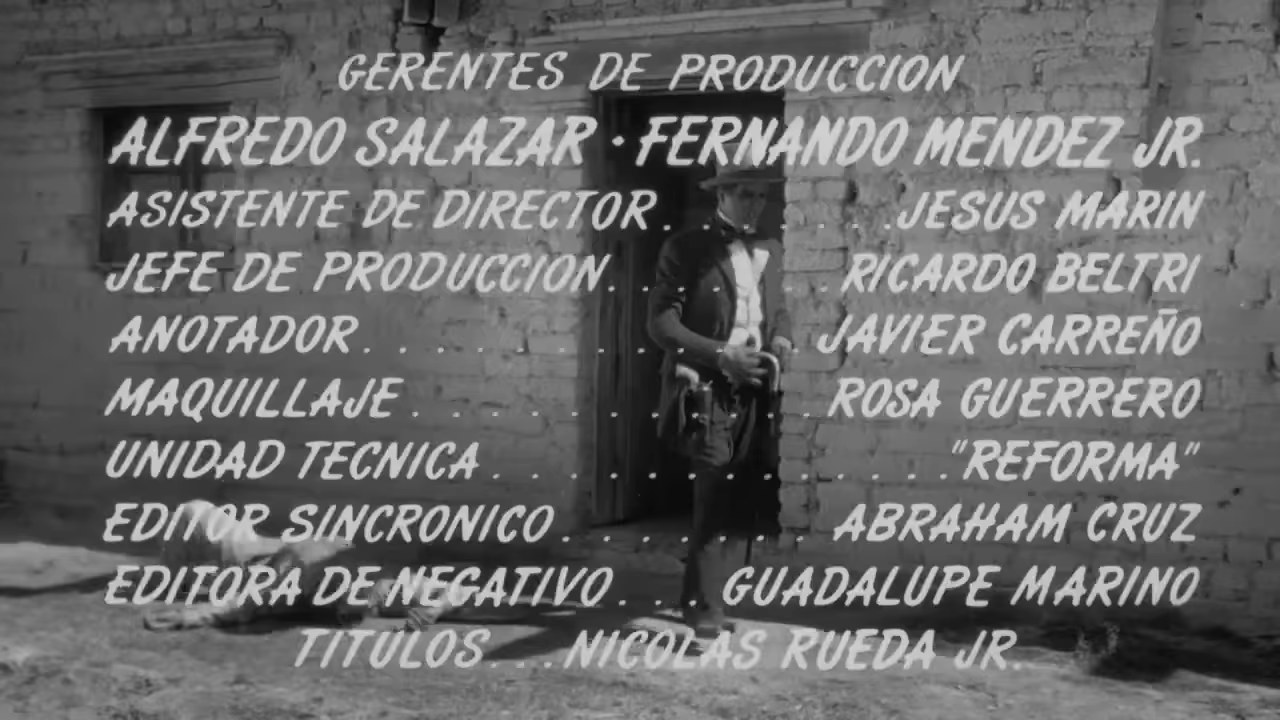 GERENTES DE PRODUCCION
ALFREDO SALAZAR · FERNANDO MENDEZ JR.
ASISTENTE DE DIRECTOR. . . . . . .JESUS MARIN
JEFE DE PRODUCCION. . . . . . .RICARDO BELTRI
ANOTADOR. . . . . . . . . . . . JAVIER CARREÑO
MAQUILLAJE. . . . . . . . . . .ROSA GUERRERO
UNIDAD TECNICA. . . . . . . . . . . ."REFORMA"
EDITOR SINCRONICO. . . . . . . ABRAHAM CRUZ
EDITORA DE NEGATIVO. . . GUADALUPE MARINO
TITULOS. . .NICOLAS RUEDA JR.